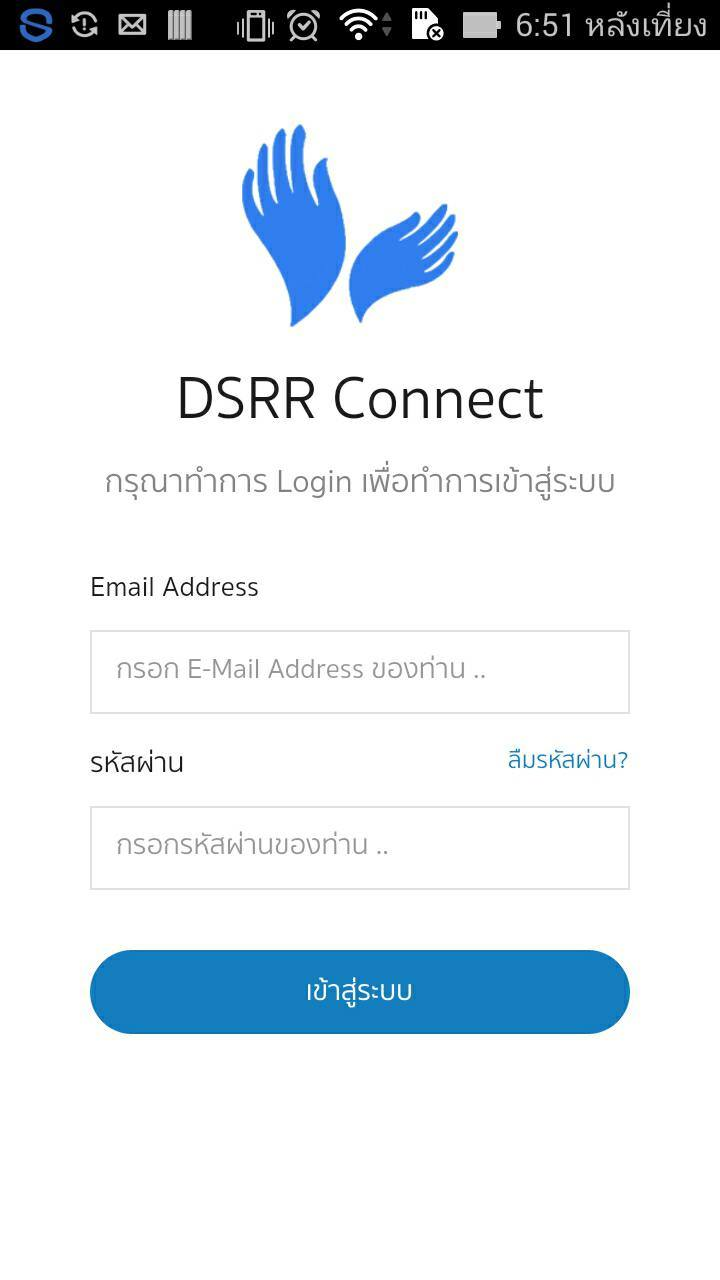 6:51 หลังเที่ยง
DSRR Connect
กรุณาทำการ Login เพื่อทำการเข้าสู่ระบบ
Email Address
กรอก E-Mail Address ของท่าน ..
รหัสผ่าน
ลืมรหัสผ่าน?
กรอกรหัสผ่านของท่าน ..
เข้าสู่ระบบ